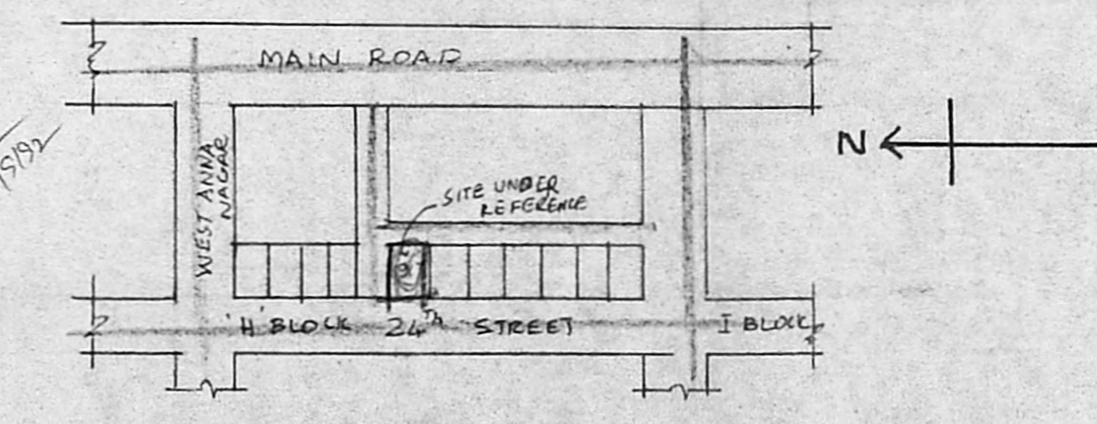 MAIN ROAD
N
WEST ANNA
NAGAR
SITE UNDER
REFERENCE
'H' BLOCK 24TH STREET
I BLOCK